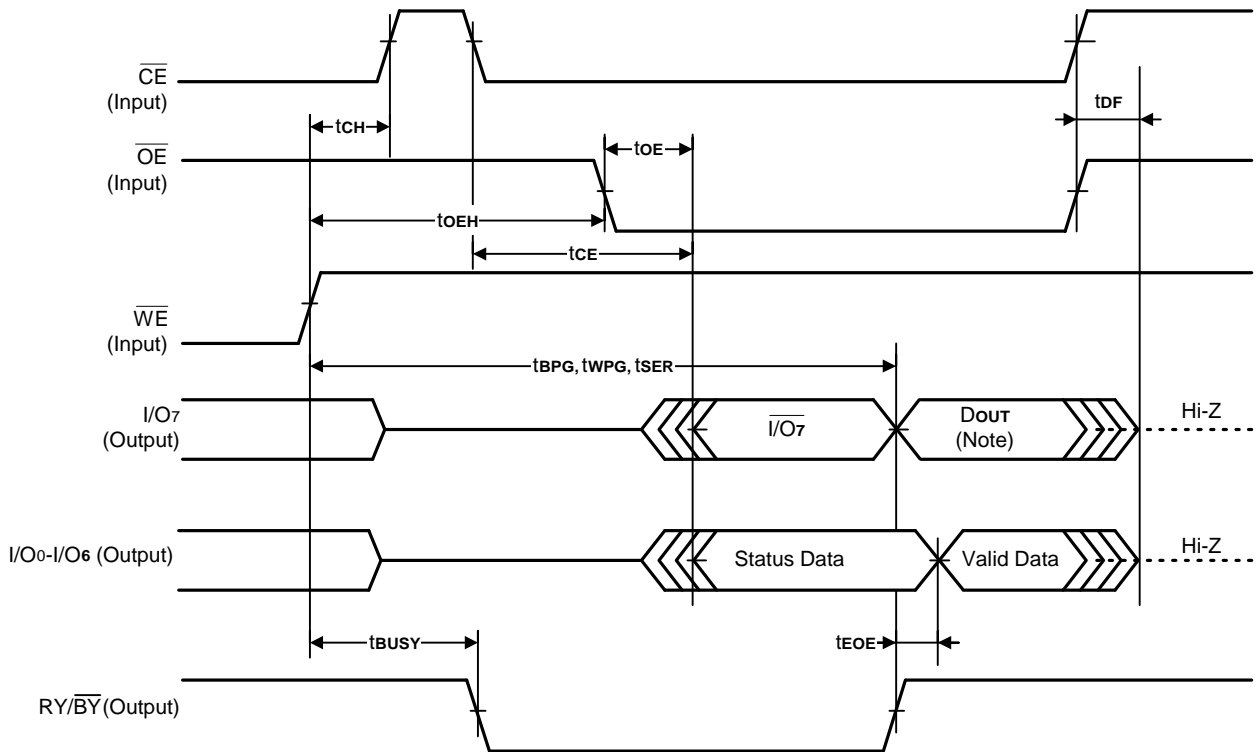 CE
(Input)
tDF
tCH
OE
(Input)
tOE
tOEH
tCE
WE
(Input)
tBPG, tWPG, tSER
I/O7
(Output)
I/O7
DOUT
(Note)
Hi-Z
I/O0-I/O6 (Output)
Status Data
Valid Data
Hi-Z
tBUSY
tEOE
RY/BY(Output)